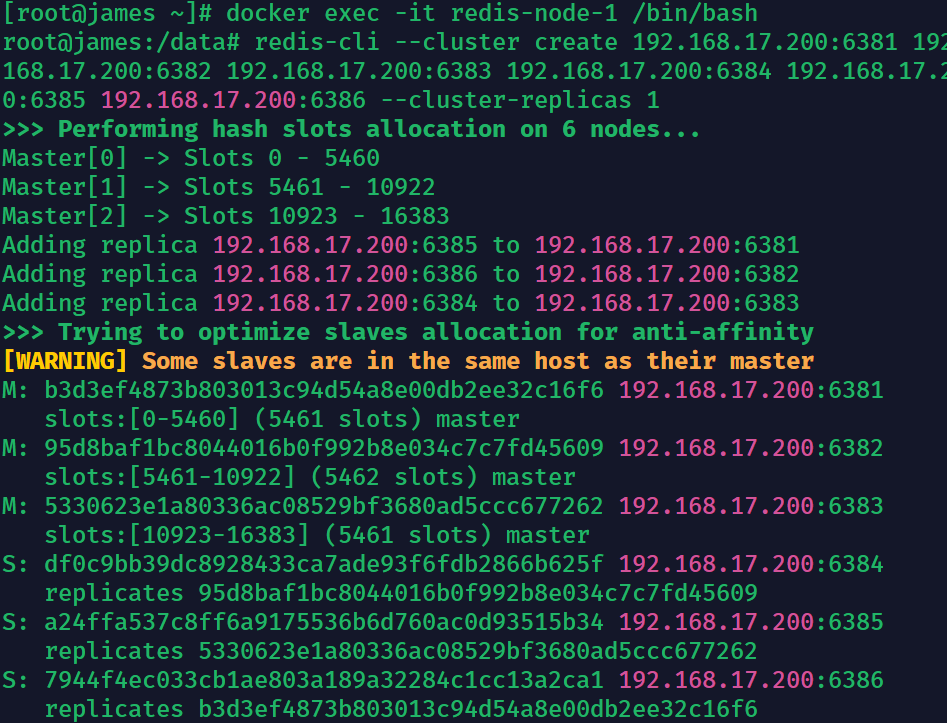 [root@james ~]# docker exec -it redis-node-1 /bin/bash
root@james:/data# redis-cli --cluster create 192.168.17.200:6381 192
168.17.200:6382 192.168.17.200:6383 192.168.17.200:6384 192.168.17.2
0:6385 192.168.17.200:6386 --cluster-replicas 1
>>> Performing hash slots allocation on 6 nodes...
Master[0] -> Slots 0 - 5460
Master[1] -> Slots 5461 - 10922
Master[2] -> Slots 10923 - 16383
Adding replica 192.168.17.200:6385 to 192.168.17.200:6381
Adding replica 192.168.17.200:6386 to 192.168.17.200:6382
Adding replica 192.168.17.200:6384 to 192.168.17.200:6383
>>> Trying to optimize slaves allocation for anti-affinity
[WARNING] Some slaves are in the same host as their master
M: b3d3ef4873b803013c94d54a8e00db2ee32c16f6 192.168.17.200:6381
   slots:[0-5460] (5461 slots) master
M: 95d8baf1bc8044016b0f992b8e034c7c7fd45609 192.168.17.200:6382
   slots:[5461-10922] (5462 slots) master
M: 5330623e1a80336ac08529bf3680ad5ccc677262 192.168.17.200:6383
   slots:[10923-16383] (5461 slots) master
S: df0c9bb39dc8928433ca7ade93f6fdb2866b625f 192.168.17.200:6384
   replicates 95d8baf1bc8044016b0f992b8e034c7c7fd45609
S: a24ffa537c8ff6a9175536b6d760ac0d93515b34 192.168.17.200:6385
   replicates 5330623e1a80336ac08529bf3680ad5ccc677262
S: 7944f4ec033cb1ae803a189a32284c1cc13a2ca1 192.168.17.200:6386
   replicates b3d3ef4873b803013c94d54a8e00db2ee32c16f6